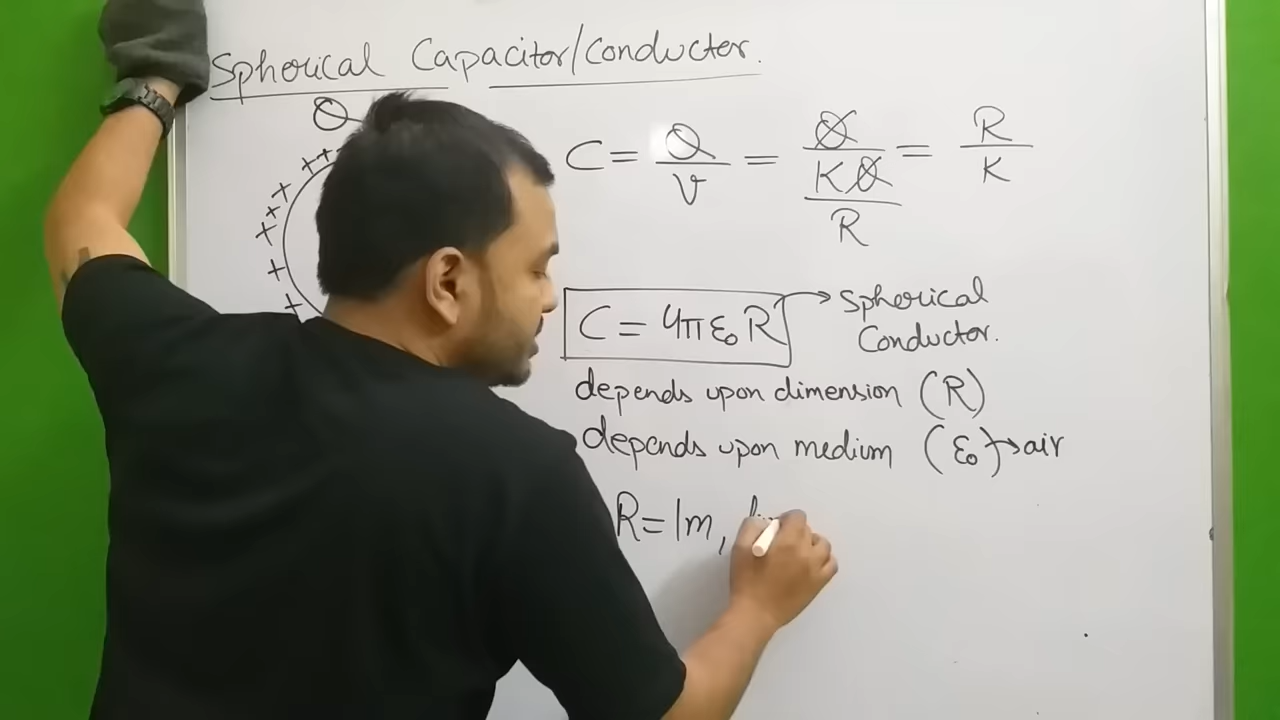 Spherical Capacitor/Conductor.
Q
C = Q/V = Q/(KQ/R) = R/K
C = 4πε₀R → Spherical Conductor.
depends upon dimension (R)
depends upon medium (ε₀) → air
R = 1m,